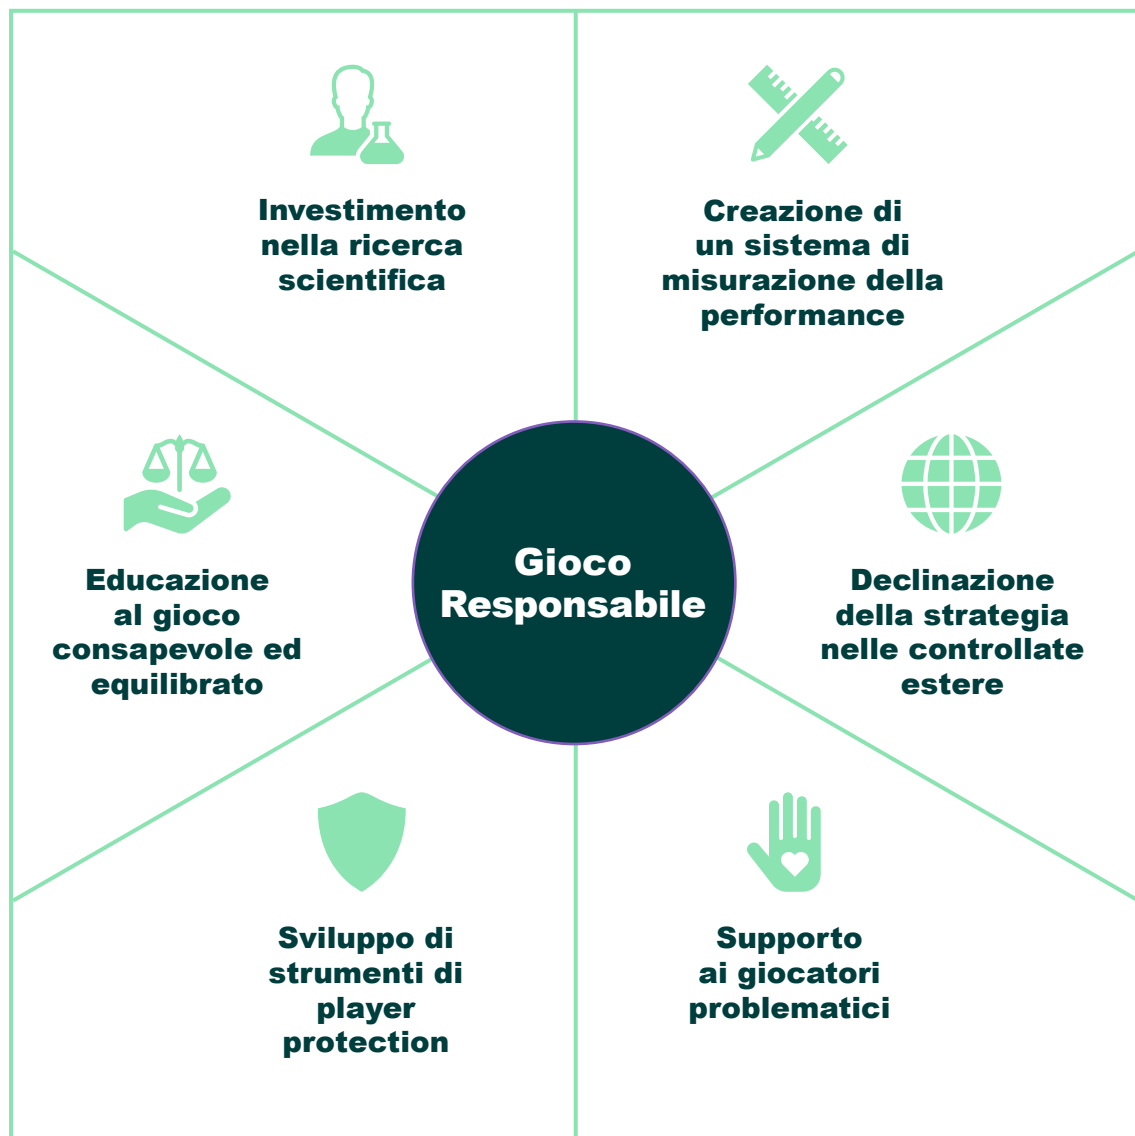 Investimento
nella ricerca
scientifica
Creazione di
un sistema di
misurazione della
performance
Educazione
al gioco
consapevole ed
equilibrato
Gioco
Responsabile
Declinazione
della strategia
nelle controllate
estere
Sviluppo di
strumenti di
player
protection
Supporto
ai giocatori
problematici